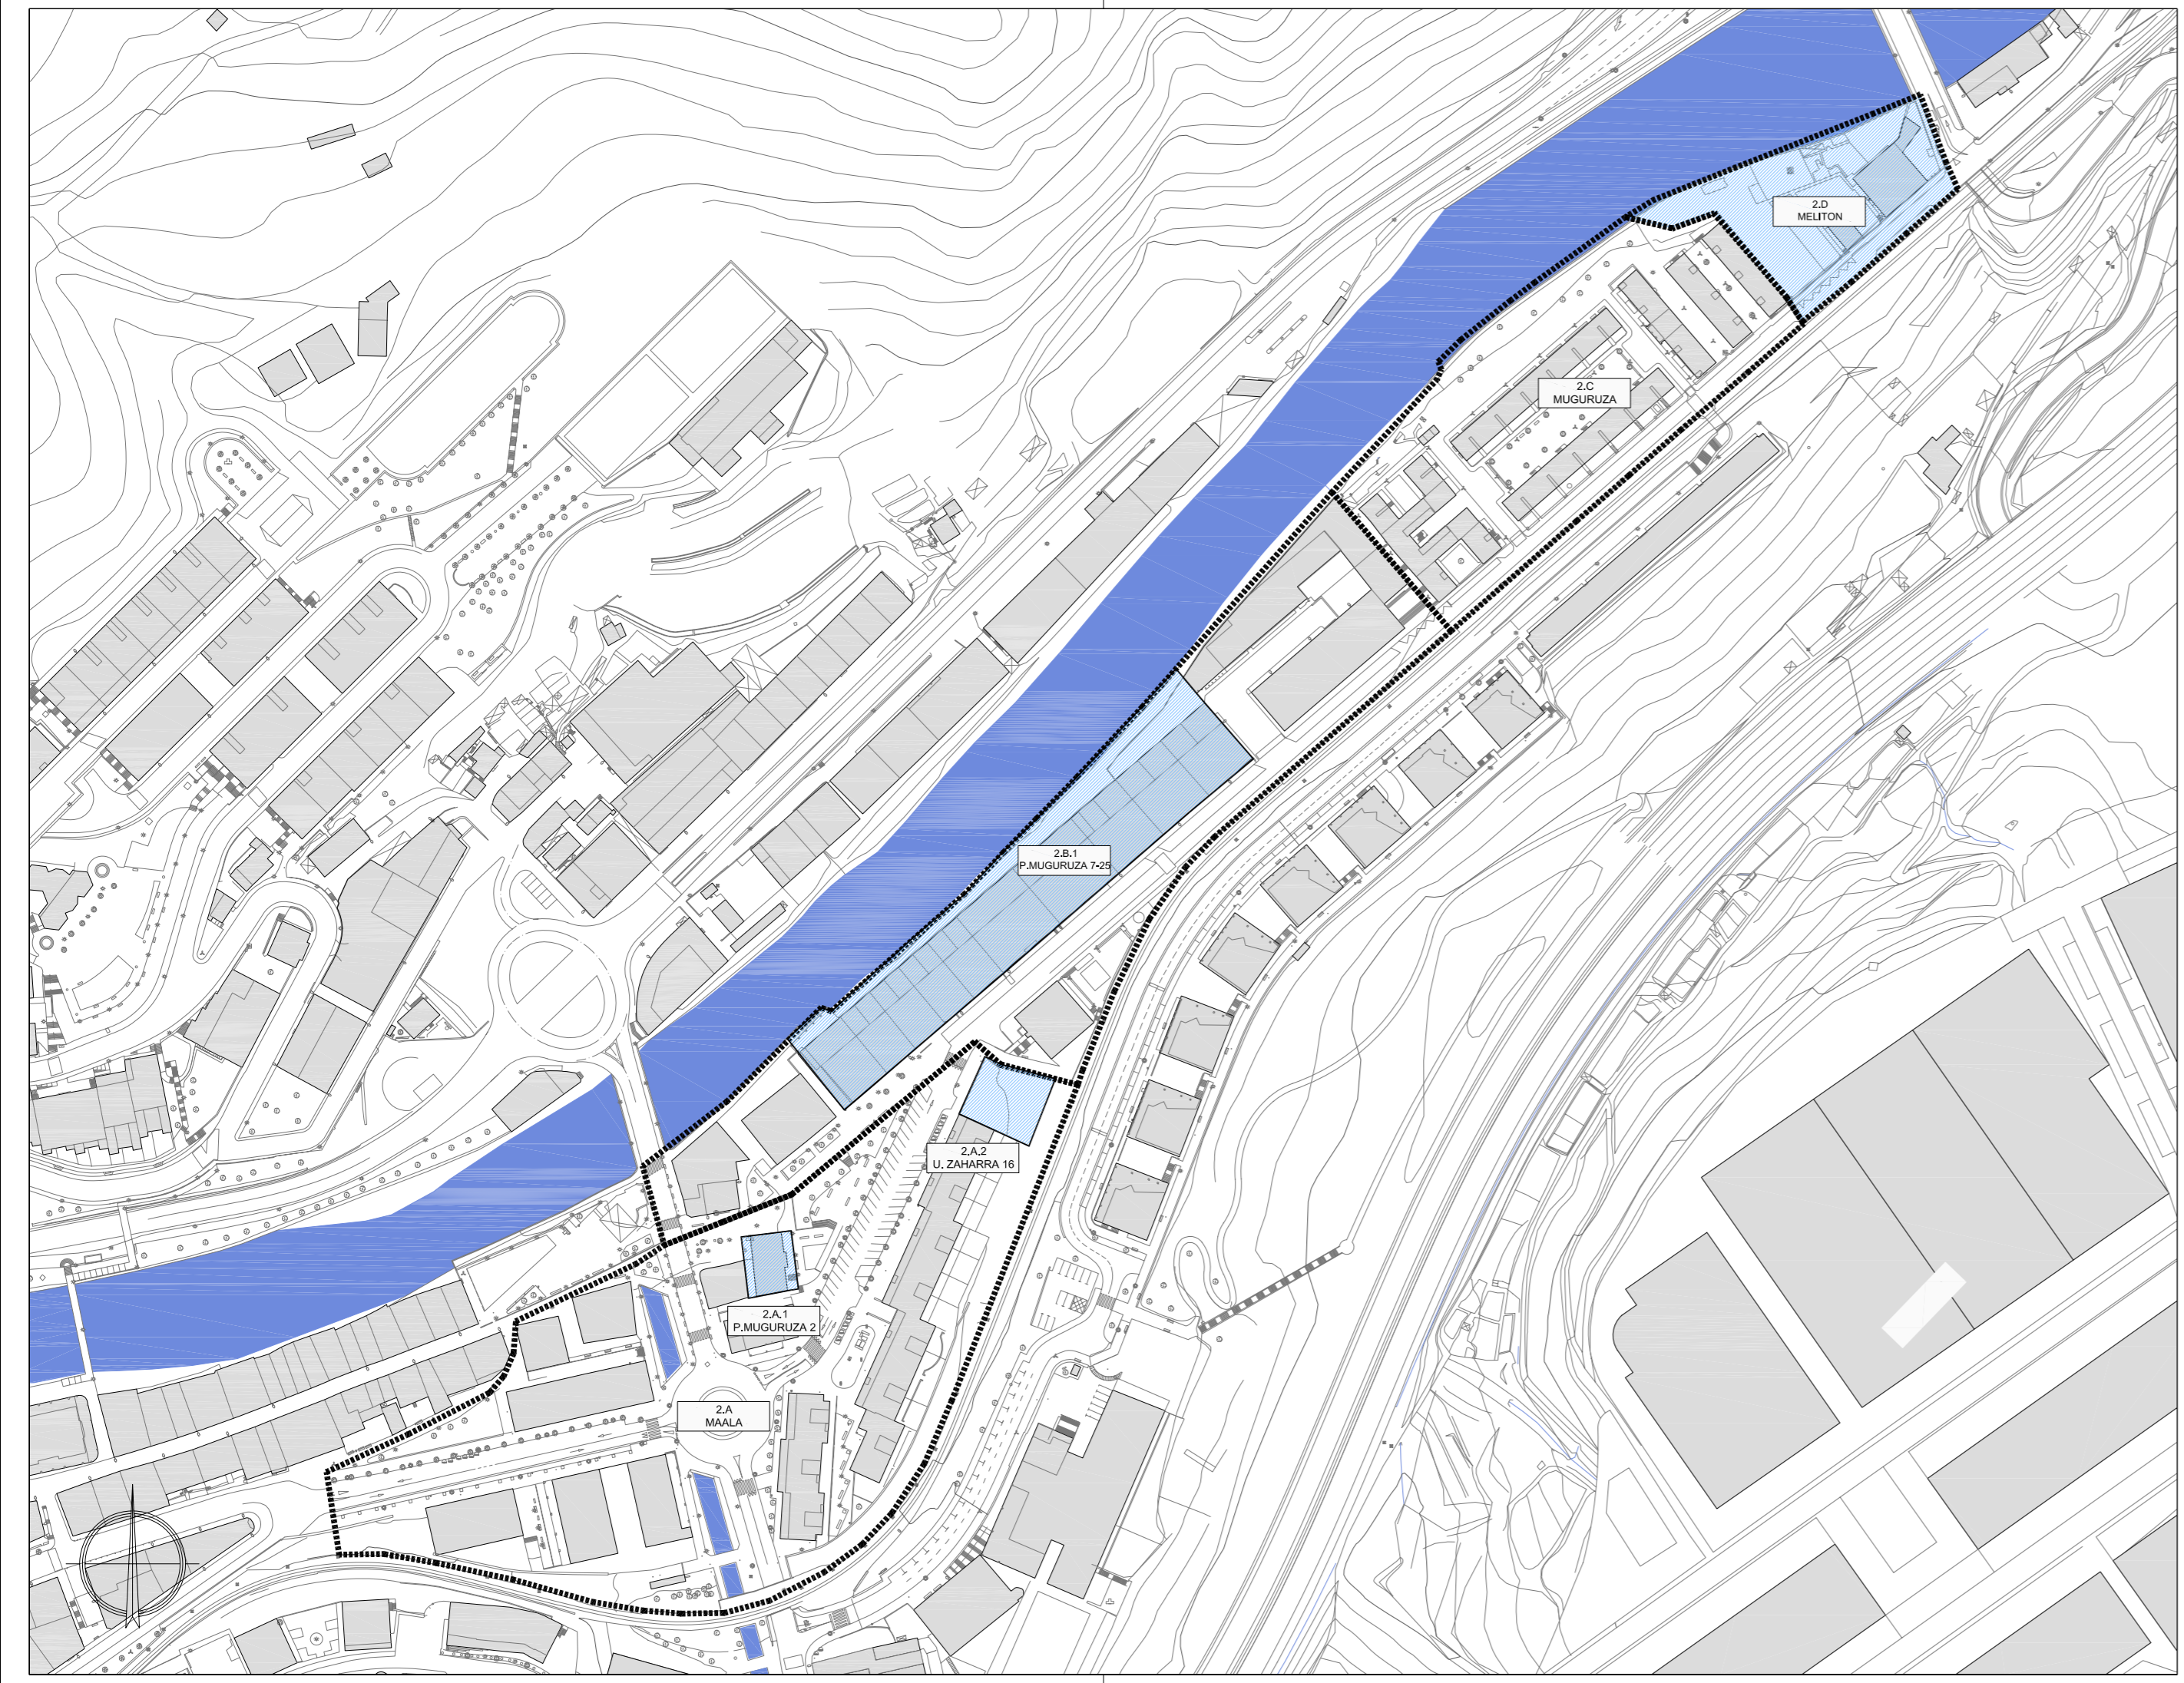 2.D
MELITON
2.C
MUGURUZA
2.B.1
P.MUGURUZA 7-25
2.A.2
U. ZAHARRA 16
2.A.1
P.MUGURUZA 2
2.A
MAALA